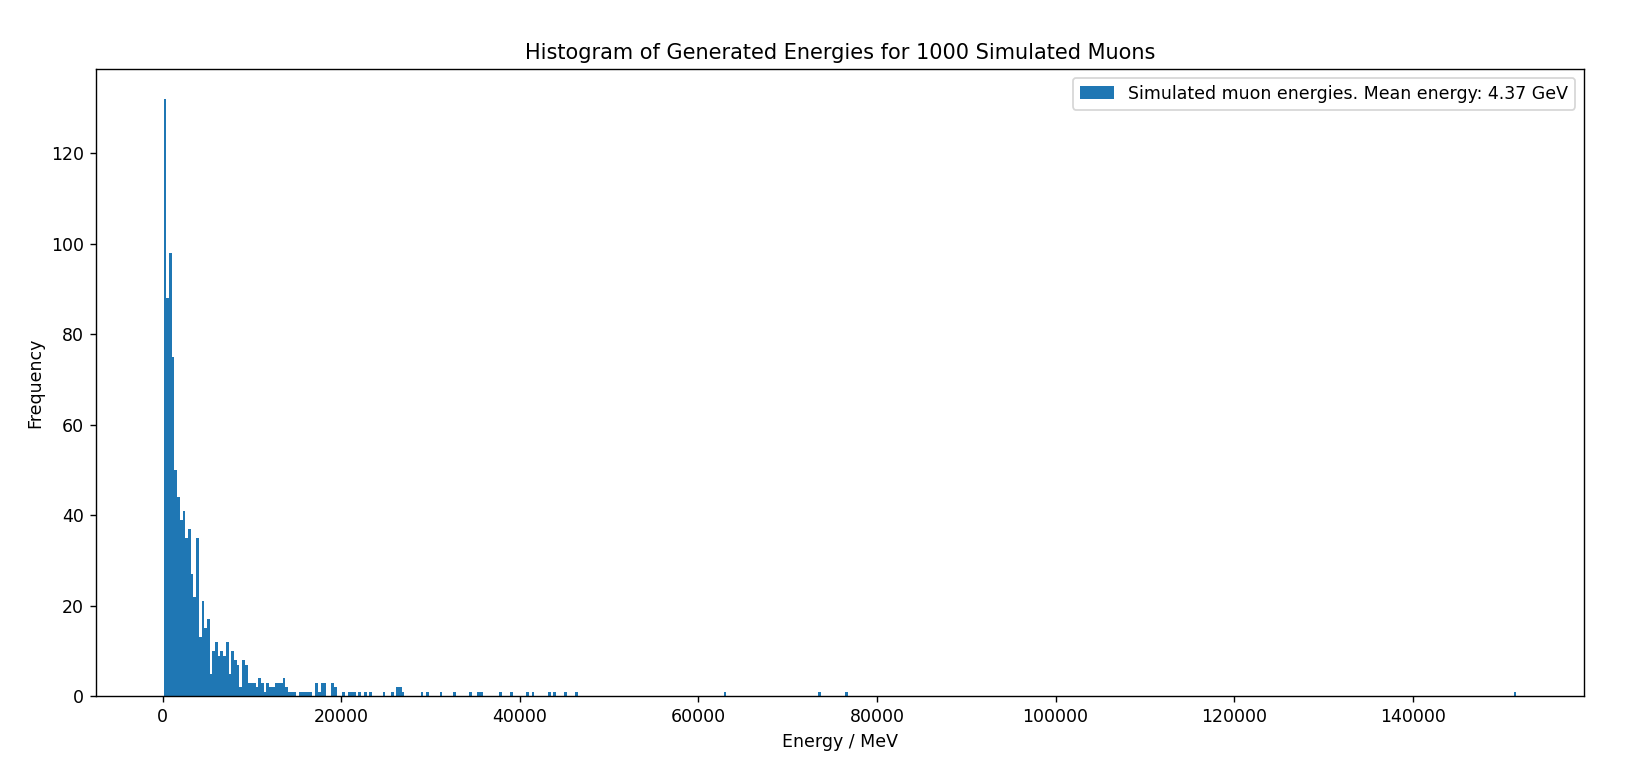 Histogram of Generated Energies for 1000 Simulated Muons
Simulated muon energies. Mean energy: 4.37 GeV
120
100
80
60
40
20
0
Frequency
0 20000 40000 60000 80000 100000 120000 140000
Energy / MeV